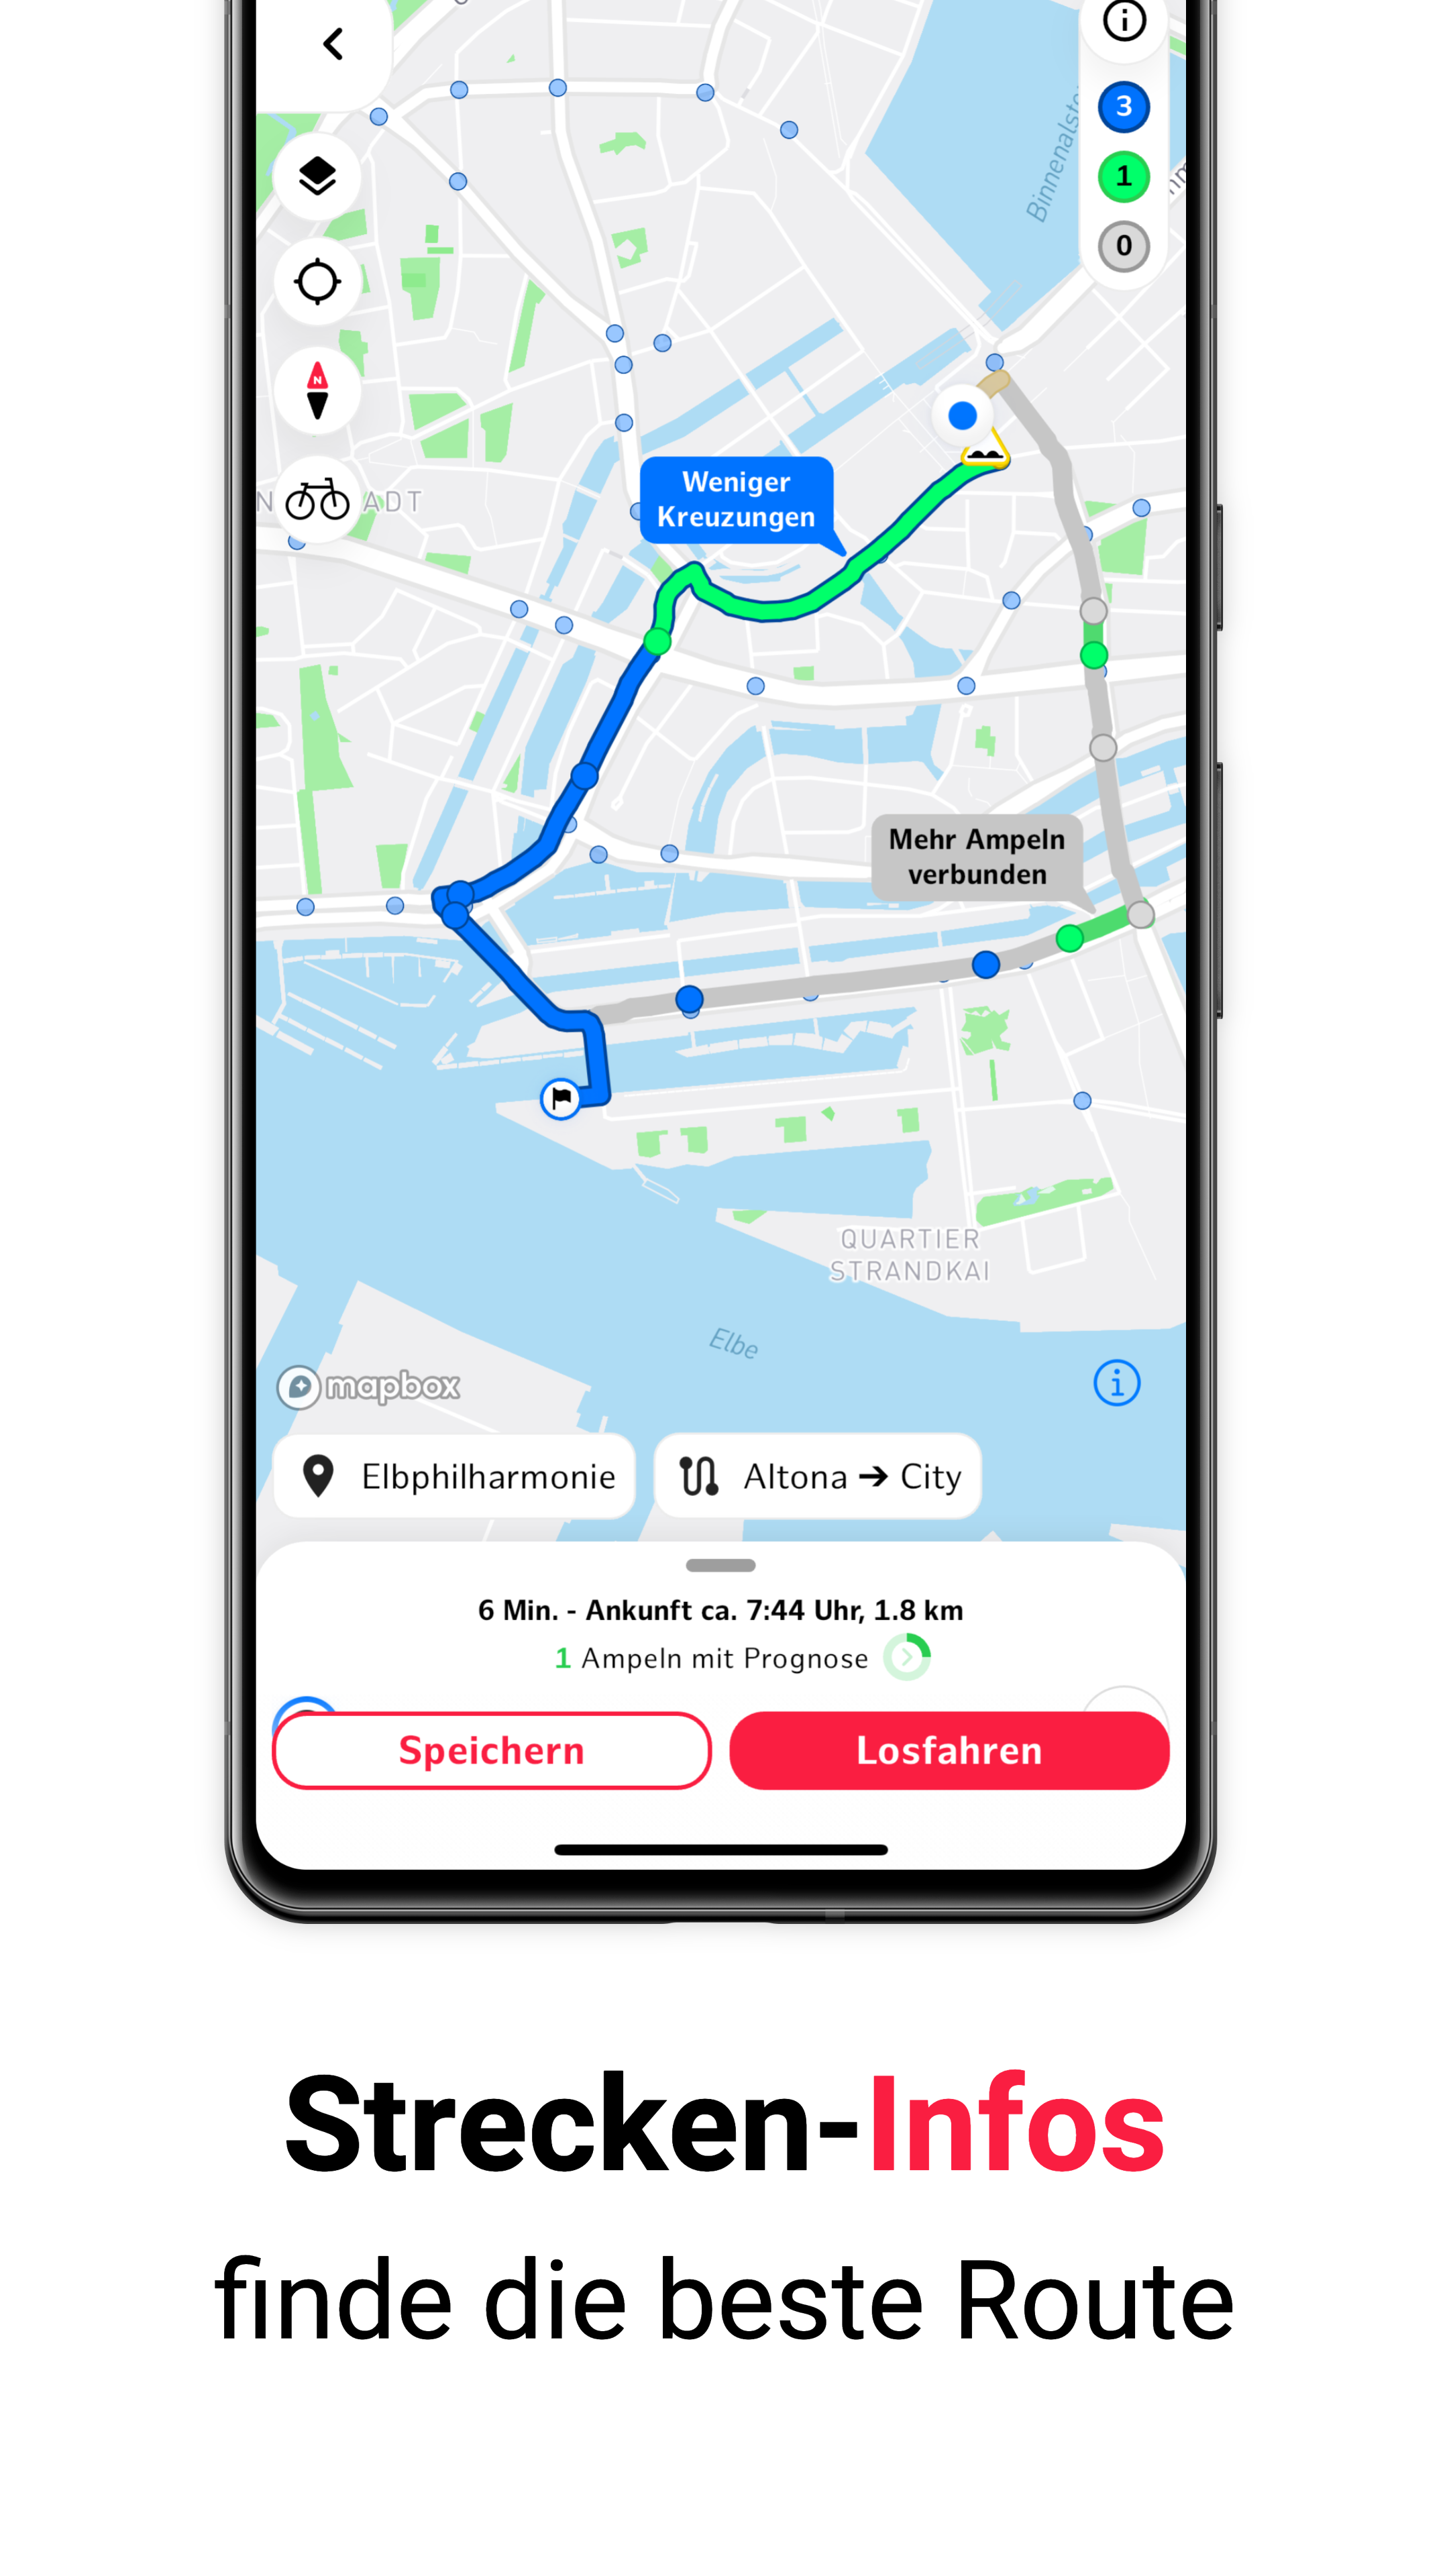 3
Binnenalst
1
0
N
ADT
Weniger
Kreuzungen
Mehr Ampeln
verbunden
QUARTIER
STRANDKAI
Elbe
mapbox
Elbphilharmonie
Altona → City
6 Min. - Ankunft ca. 7:44 Uhr, 1.8 km
1 Ampeln mit Prognose
Speichern
Losfahren
Strecken-Infos
finde die beste Route